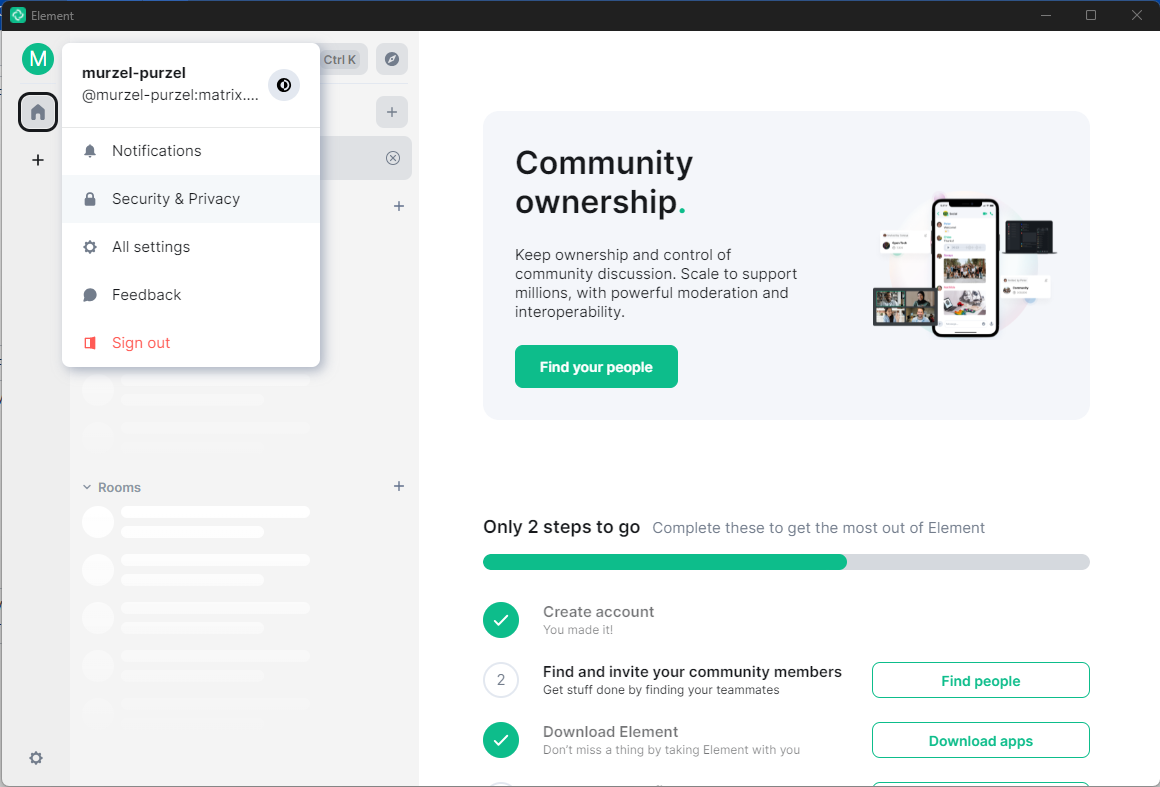 Element
M
Ctrl K
murzel-purzel
@murzel-purzel:matrix....
Notifications
Security & Privacy
All settings
Feedback
Sign out
Rooms
Community
ownership.
Keep ownership and control of
community discussion. Scale to support
millions, with powerful moderation and
interoperability.
Find your people
Only 2 steps to go Complete these to get the most out of Element
Create account
You made it!
2
Find and invite your community members
Get stuff done by finding your teammates
Find people
Download Element
Don't miss a thing by taking Element with you
Download apps